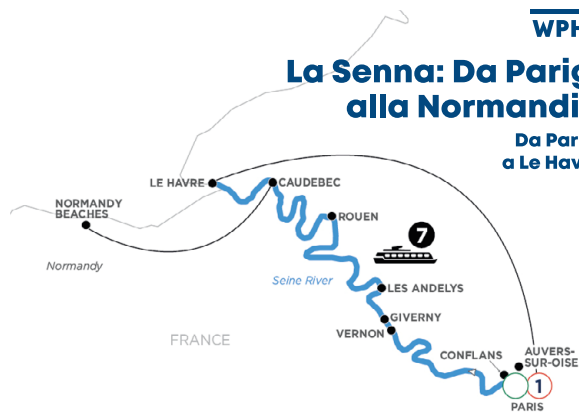 WPH
La Senna: Da Parig
alla Normandi
Da Par
a Le Hav
LE HAVRE
CAUDEBEC
NORMANDY
BEACHES
ROUEN
Normandy
7
Seine River
LES ANDELYS
GIVERNY
VERNON
FRANCE
CONFLANS
AUVERS-
SUR-OISE
1
PARIS